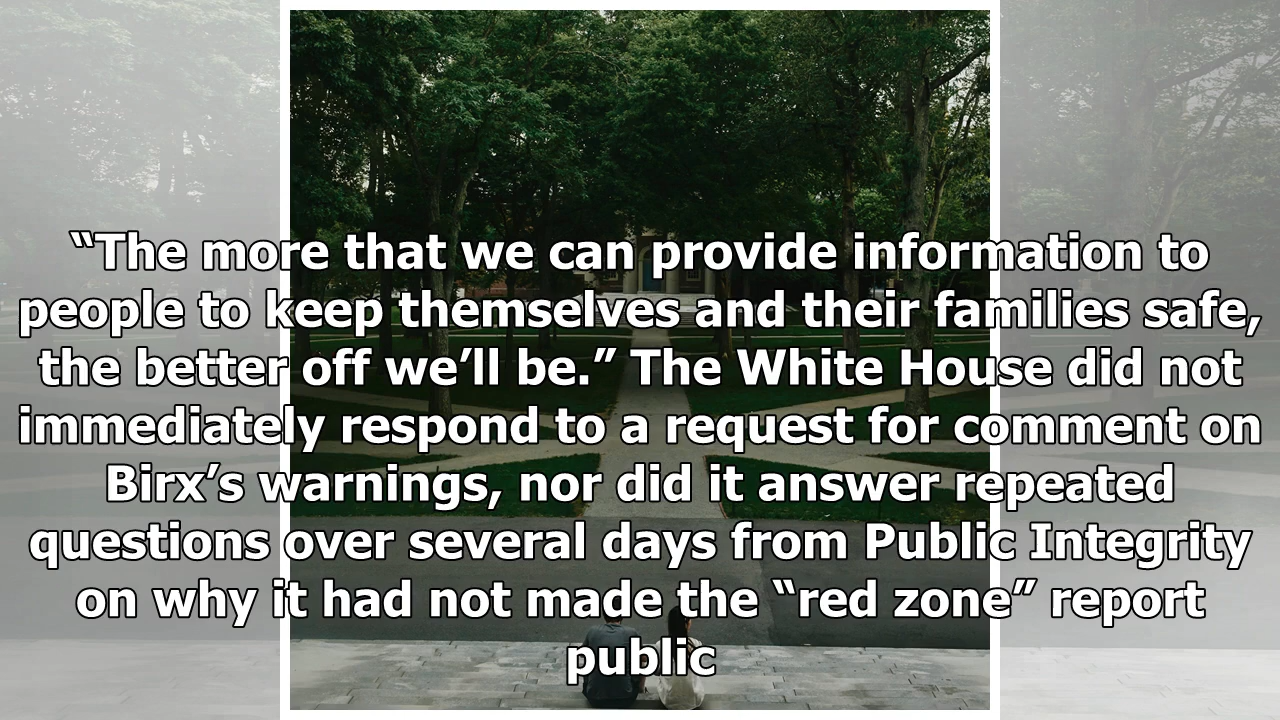 “The more that we can provide information to
people to keep themselves and their families safe,
the better off we’ll be.” The White House did not
immediately respond to a request for comment on
Birx’s warnings, nor did it answer repeated
questions over several days from Public Integrity
on why it had not made the “red zone” report
public